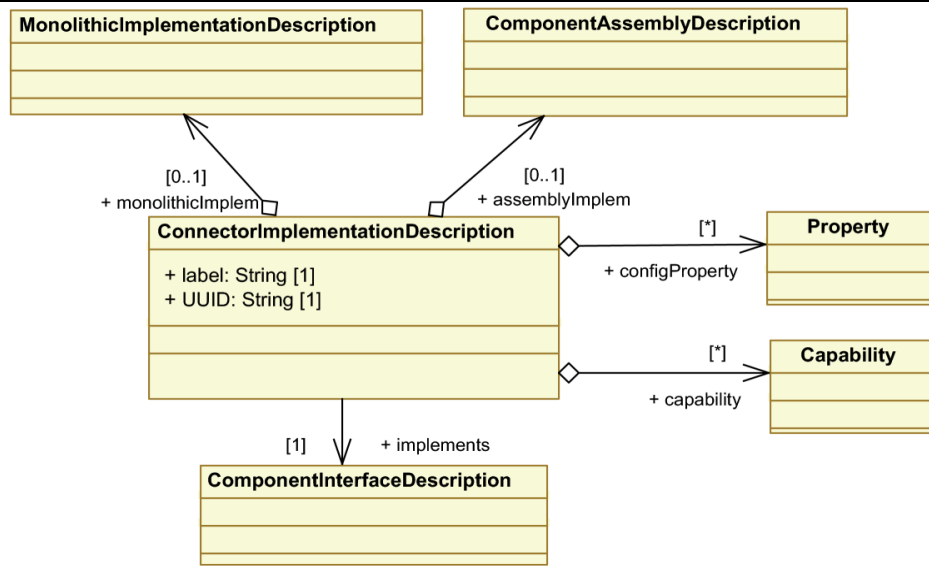 MonolithicImplementationDescription
ComponentAssemblyDescription
[0..1]
+ monolithicImplem
[0..1]
+ assemblyImplem
ConnectorImplementationDescription
+ label: String [1]
+ UUID: String [1]
[*]
+ configProperty
Property
[*]
+ capability
Capability
[1]
+ implements
ComponentInterfaceDescription